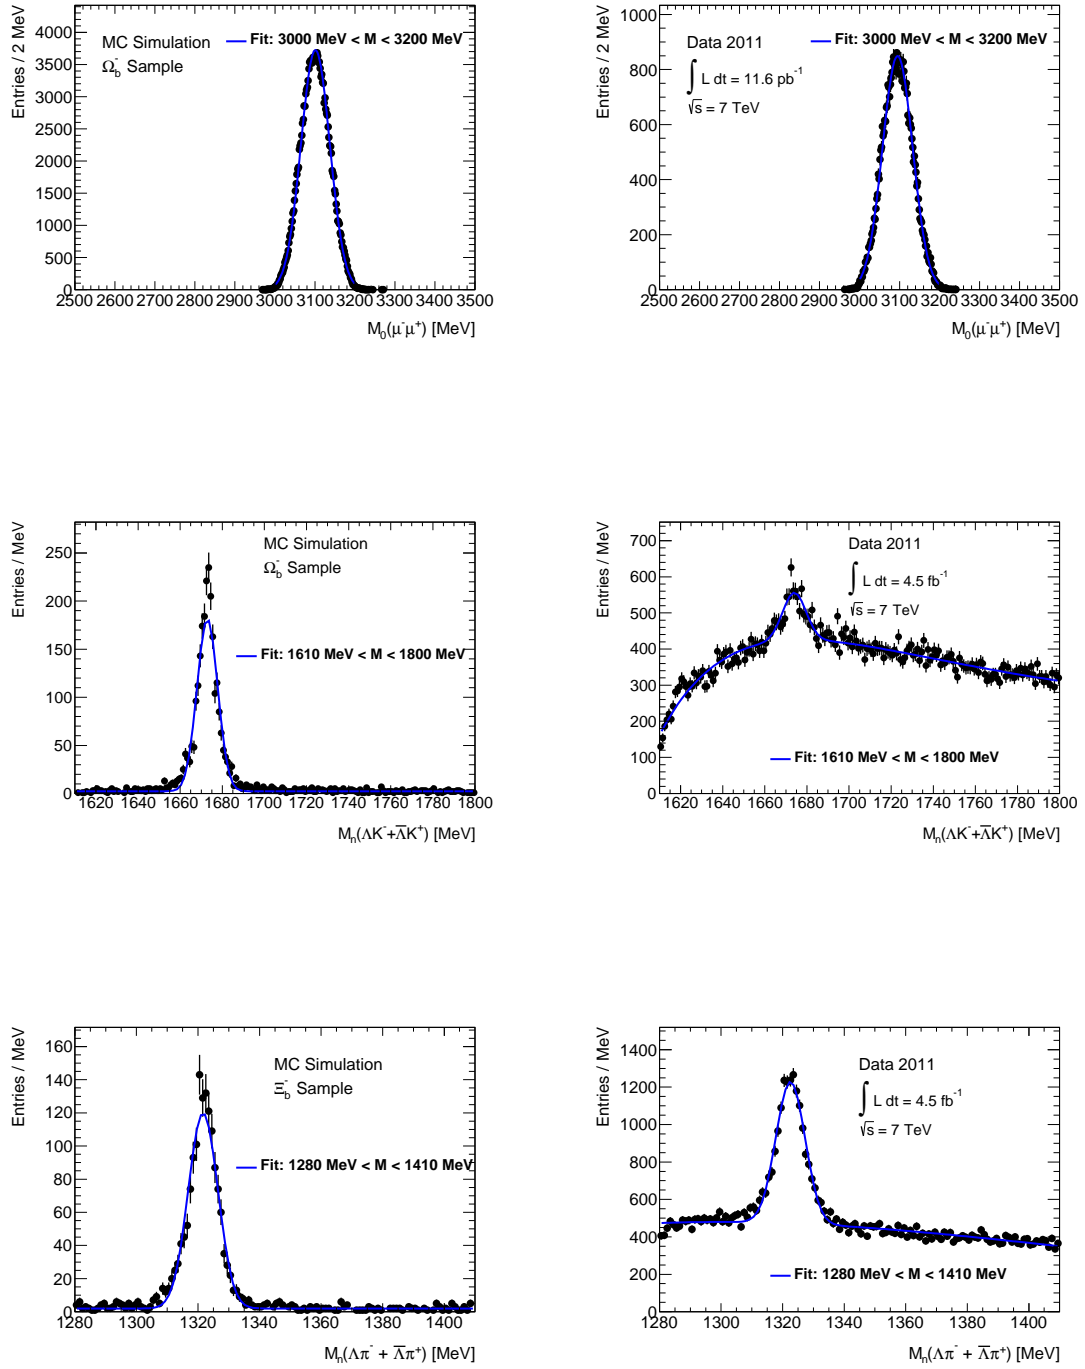 Entries / 2 MeV
4000
3500
3000
2500
2000
1500
1000
500
0
MC Simulation
Ω⁻b Sample
Fit: 3000 MeV < M < 3200 MeV
2500 2600 2700 2800 2900 3000 3100 3200 3300 3400 3500
M₀(μ⁻μ⁺) [MeV]
Entries / 2 MeV
1000
800
600
400
200
0
Data 2011
∫ L dt = 11.6 pb⁻¹
√s = 7 TeV
Fit: 3000 MeV < M < 3200 MeV
2500 2600 2700 2800 2900 3000 3100 3200 3300 3400 3500
M₀(μ⁻μ⁺) [MeV]
Entries / MeV
250
200
150
100
50
0
MC Simulation
Ω⁻b Sample
Fit: 1610 MeV < M < 1800 MeV
1620 1640 1660 1680 1700 1720 1740 1760 1780 1800
Mₙ(ΛK⁻+Λ̅K⁺) [MeV]
Entries / MeV
700
600
500
400
300
200
100
0
Data 2011
∫ L dt = 4.5 fb⁻¹
√s = 7 TeV
Fit: 1610 MeV < M < 1800 MeV
1620 1640 1660 1680 1700 1720 1740 1760 1780 1800
Mₙ(ΛK⁻+Λ̅K⁺) [MeV]
Entries / MeV
160
140
120
100
80
60
40
20
0
MC Simulation
Ξ⁻b Sample
Fit: 1280 MeV < M < 1410 MeV
1280 1300 1320 1340 1360 1380 1400
Mₙ(Λπ⁻ + Λ̅π⁺) [MeV]
Entries / MeV
1400
1200
1000
800
600
400
200
0
Data 2011
∫ L dt = 4.5 fb⁻¹
√s = 7 TeV
Fit: 1280 MeV < M < 1410 MeV
1280 1300 1320 1340 1360 1380 1400
Mₙ(Λπ⁻ + Λ̅π⁺) [MeV]